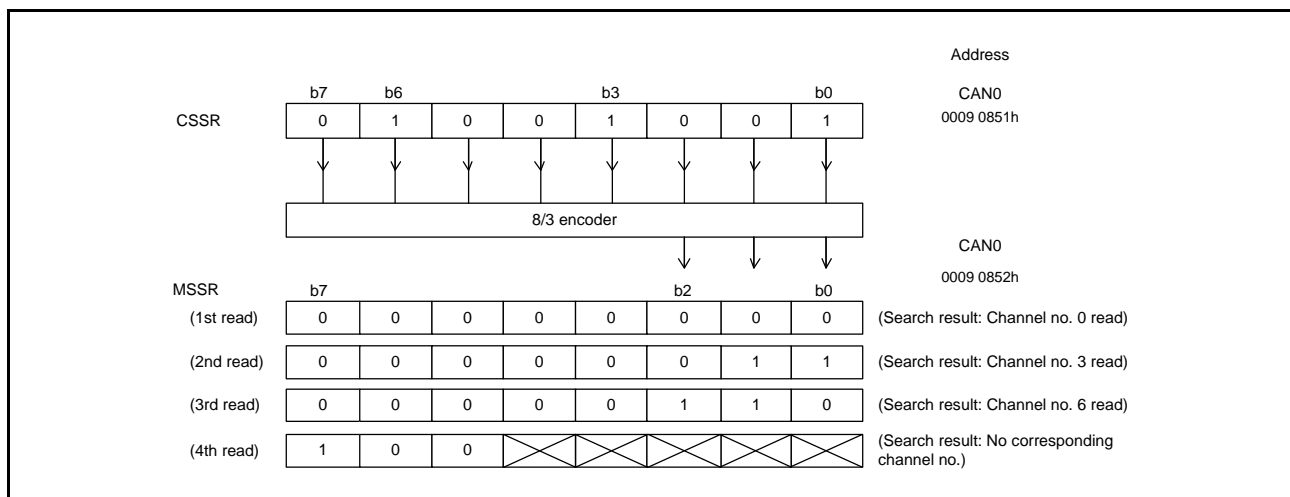 Address
b7 b6 b3 b0 CAN0
CSSR 0 1 0 0 1 0 0 1 0009 0851h
8/3 encoder
CAN0
0009 0852h
MSSR b7 b2 b0
(1st read) 0 0 0 0 0 0 0 0 (Search result: Channel no. 0 read)
(2nd read) 0 0 0 0 0 0 1 1 (Search result: Channel no. 3 read)
(3rd read) 0 0 0 0 0 1 1 0 (Search result: Channel no. 6 read)
(4th read) 1 0 0 (Search result: No corresponding
channel no.)